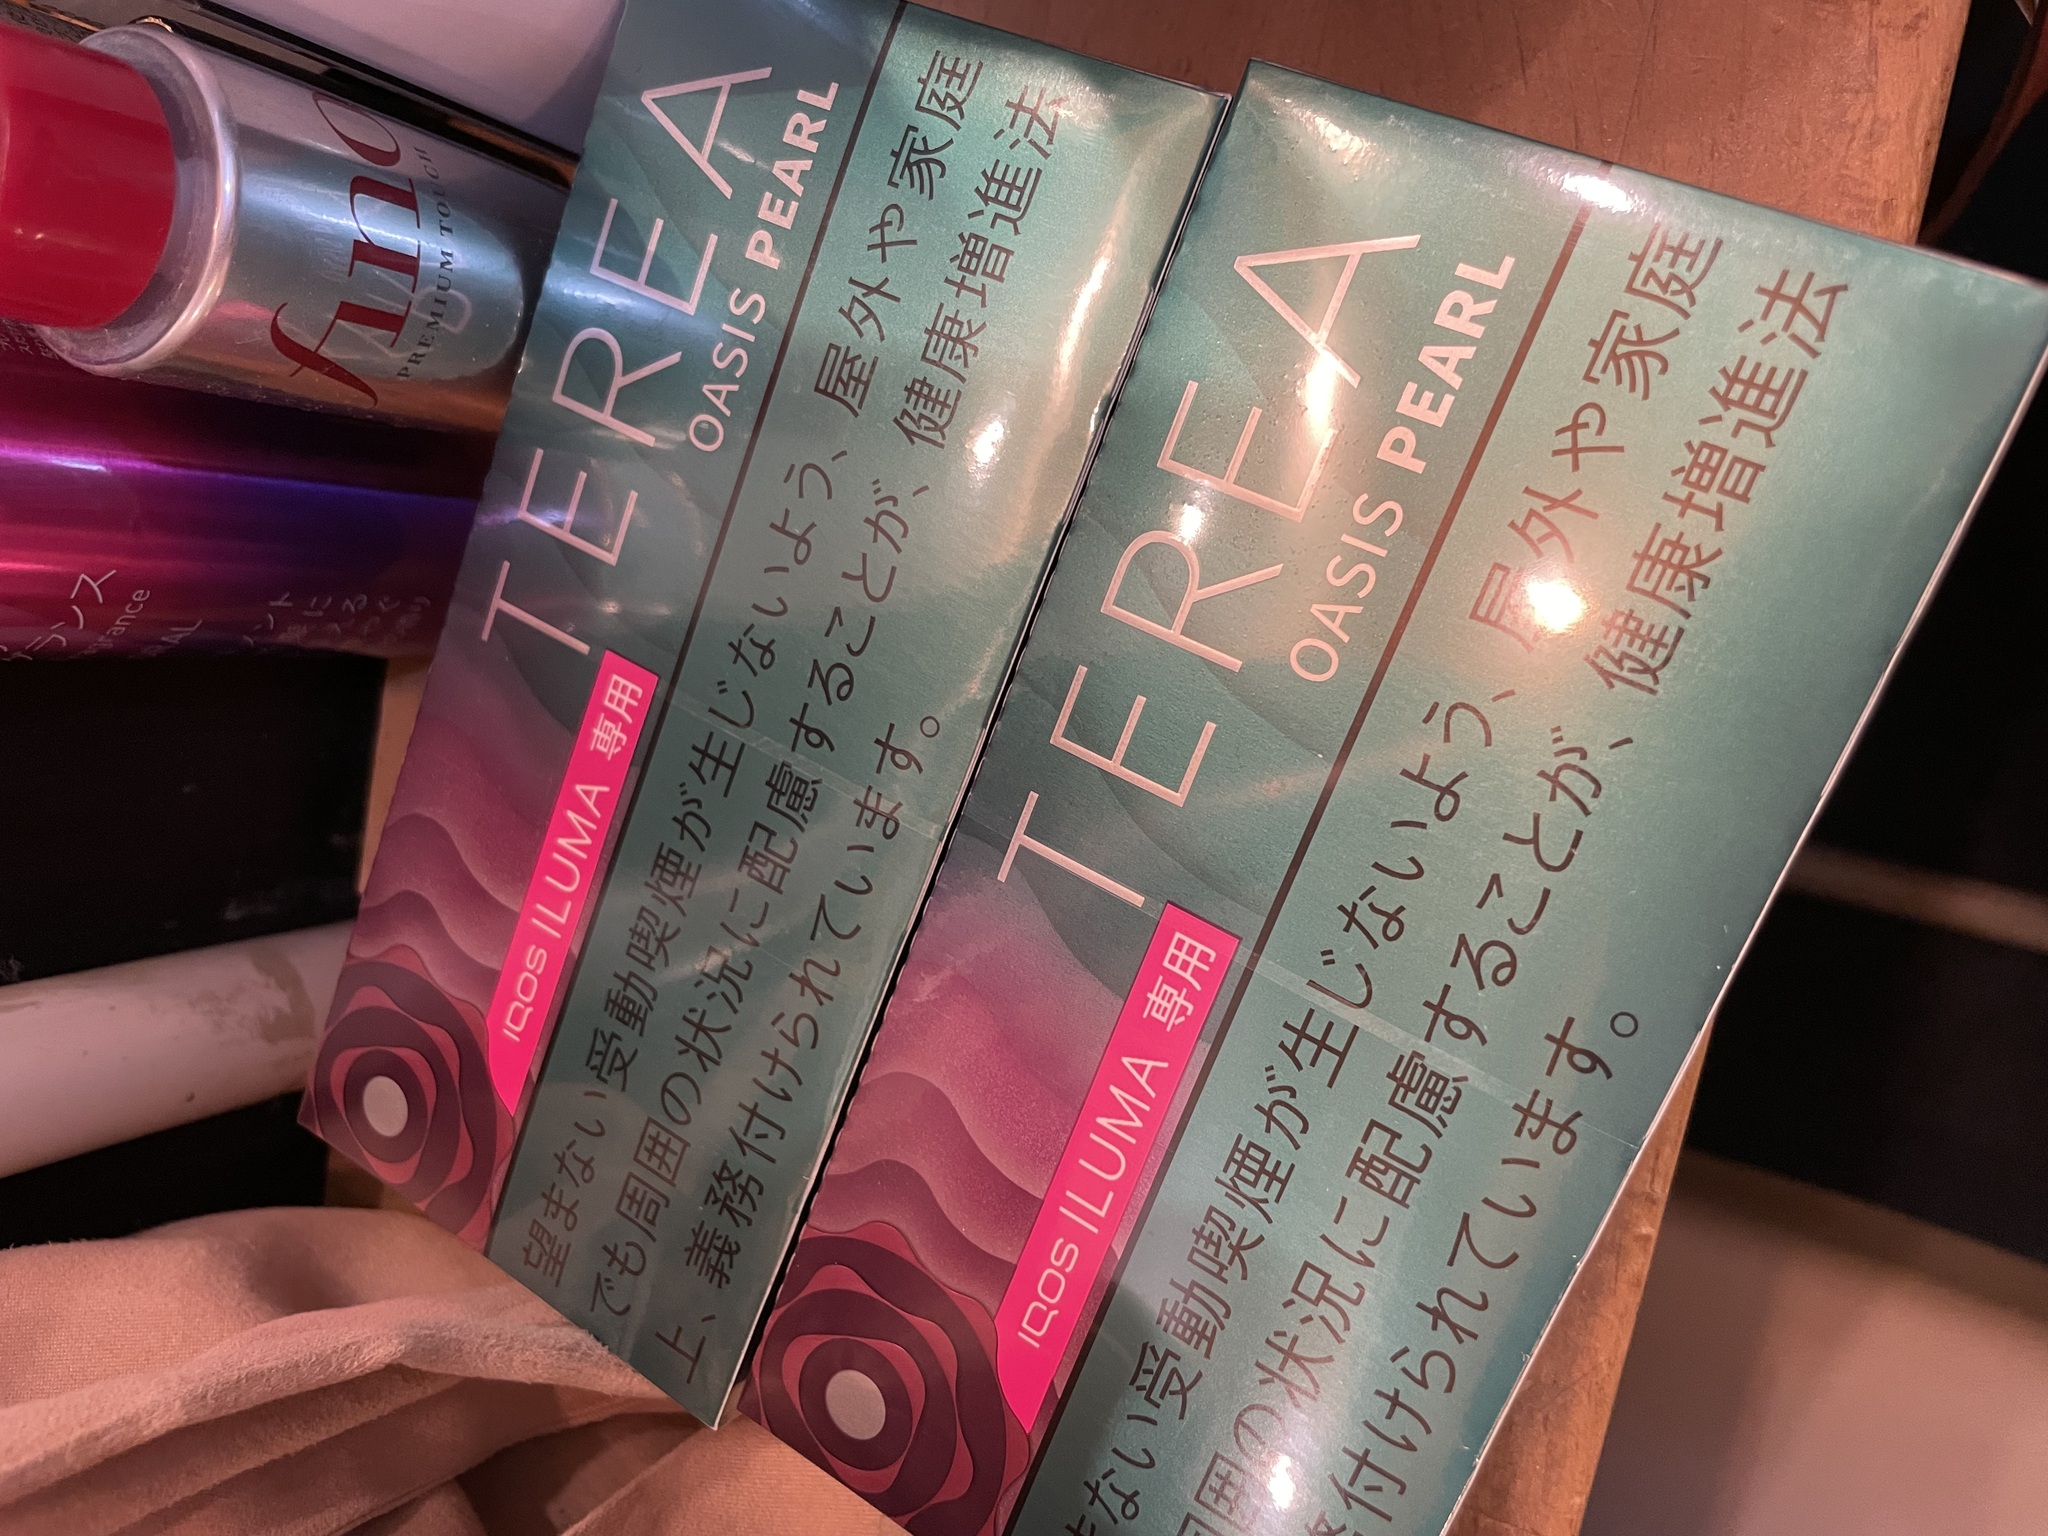 fino
PREMIUM TOUCH
TEREA
OASIS PEARL
IQOS ILUMA 専用
望まない受動喫煙が生じないよう、屋外や家庭
でも周囲の状況に配慮することが、健康増進法
上、義務付けられています。
TEREA
OASIS PEARL
IQOS ILUMA 専用
ない受動喫煙が生じないよう、屋外や家庭
周囲の状況に配慮することが、健康増進法
務付けられています。